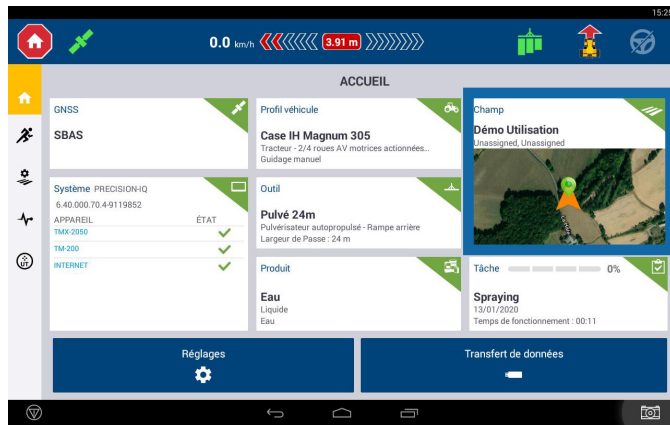 15:25
0.0 km/h 3.91 m
ACCUEIL
GNSS
SBAS
Profil véhicule
Case IH Magnum 305
Tracteur - 2/4 roues AV motrices actionnées...
Guidage manuel
Champ
Démo Utilisation
Unassigned, Unassigned
Système PRECISION-IQ
6.40.000.70.4-9119852
APPAREIL ÉTAT
TMX-2050
TM-200
INTERNET
Outil
Pulvé 24m
Pulvérisateur autopropulsé - Rampe arrière
Largeur de Passe : 24 m
Produit
Eau
Liquide
Eau
Tâche 0%
Spraying
13/01/2020
Temps de fonctionnement : 00:11
UT
Réglages
Transfert de données